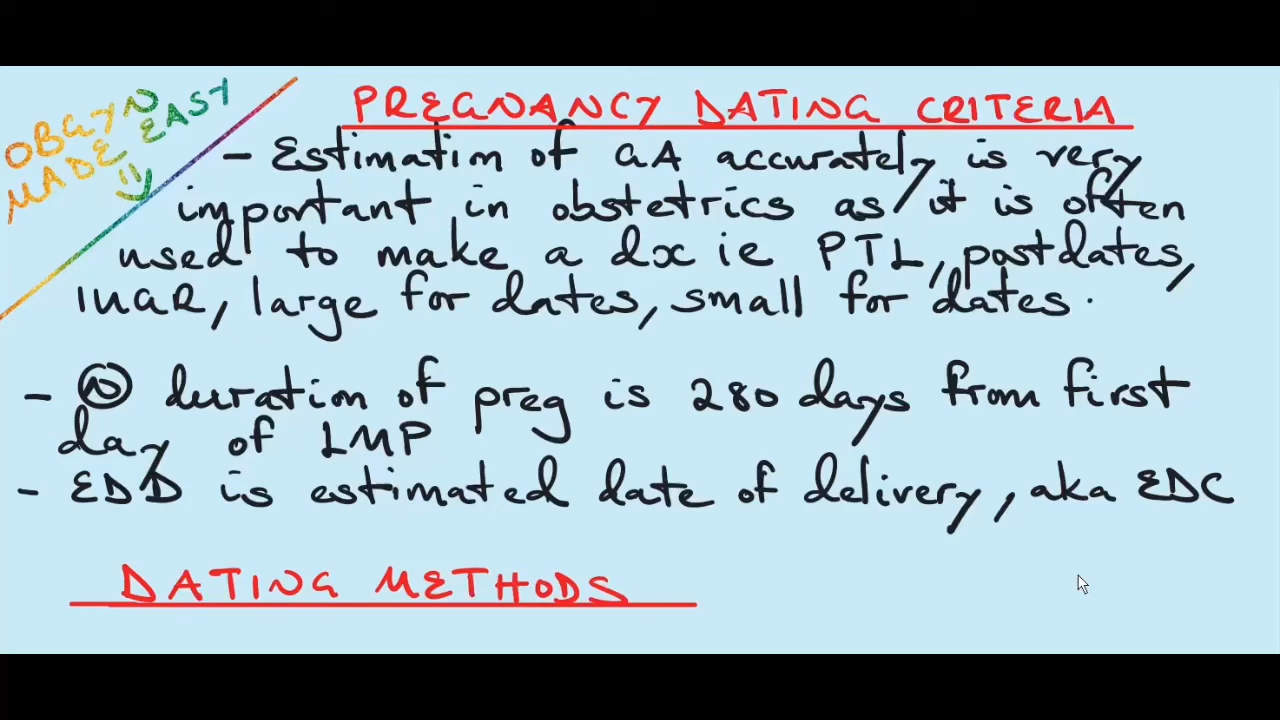 OBGYN
MADE EASY
PREGNANCY DATING CRITERIA
- Estimation of GA accurately is very
important in obstetrics as it is often
used to make a dx ie PTL, postdates,
IUGR, large for dates, small for dates.
- Ⓝ duration of preg is 280 days from first
day of LMP
- EDD is estimated date of delivery, aka EDC
DATING METHODS